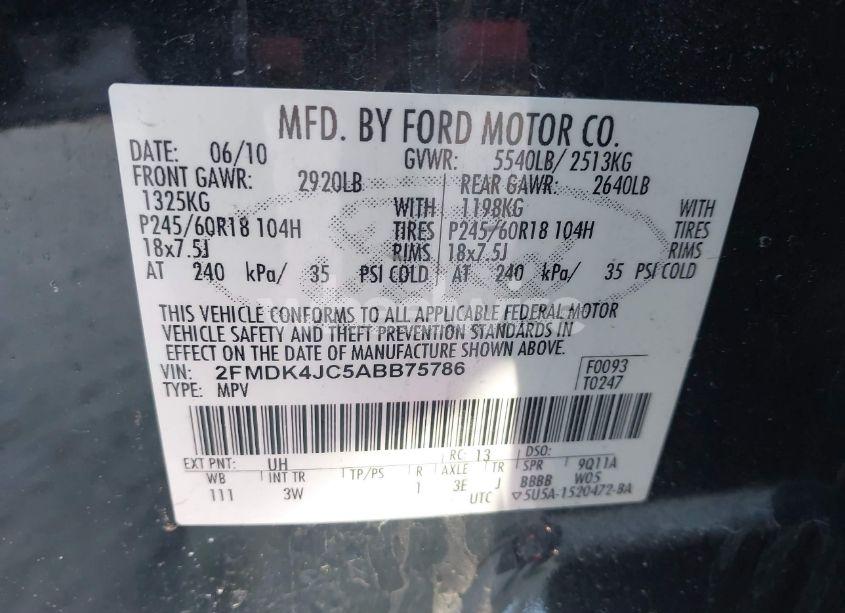 MFD. BY FORD MOTOR CO.
DATE: 06/10 GVWR: 5540LB/ 2513KG
FRONT GAWR: 2920LB REAR GAWR: 2640LB
1325KG WITH 1198KG WITH
P245/60R18 104H TIRES P245/60R18 104H TIRES
18x7.5J RIMS 18x7.5J RIMS
AT 240 kPa/ 35 PSI COLD AT 240 kPa/ 35 PSI COLD
THIS VEHICLE CONFORMS TO ALL APPLICABLE FEDERAL MOTOR
VEHICLE SAFETY AND THEFT PREVENTION STANDARDS IN
EFFECT ON THE DATE OF MANUFACTURE SHOWN ABOVE.
VIN: 2FMDK4JC5ABB75786 F0093
TYPE: MPV T0247
EXT PNT: UH RC: 13 DSO:
WB INT TR TP/PS R AXLE TR SPR 9Q11A
111 3W 1 3E J BBBB W05
UTC ▽5U5A-1520472-BA